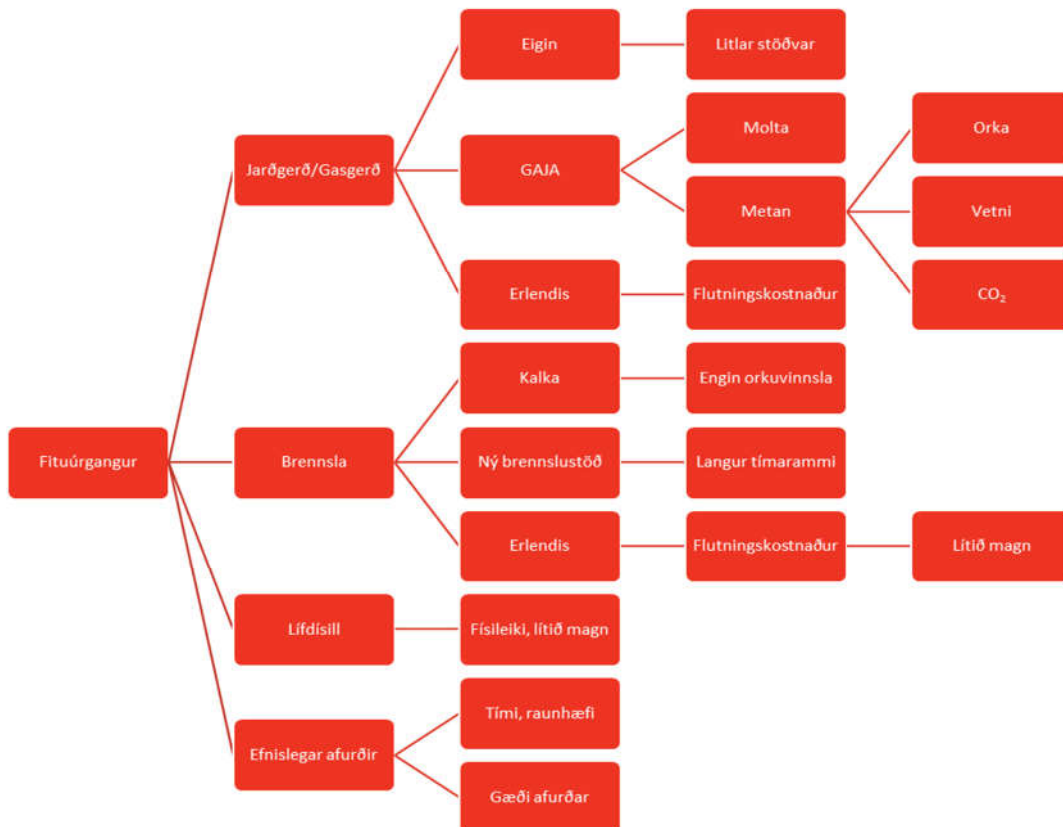 Fituúrgangur
Jarðgerð/Gasgerð
Eigin
Litlar stöðvar
GAJA
Molta
Metan
Orka
Vetni
CO₂
Erlendis
Flutningskostnaður
Brennsla
Kalka
Engin orkuvinnsla
Ný brennslustöð
Langur tímarammi
Erlendis
Flutningskostnaður
Lítið magn
Lífdísill
Físileiki, lítið magn
Efnislegar afurðir
Tími, raunhæfi
Gæði afurðar